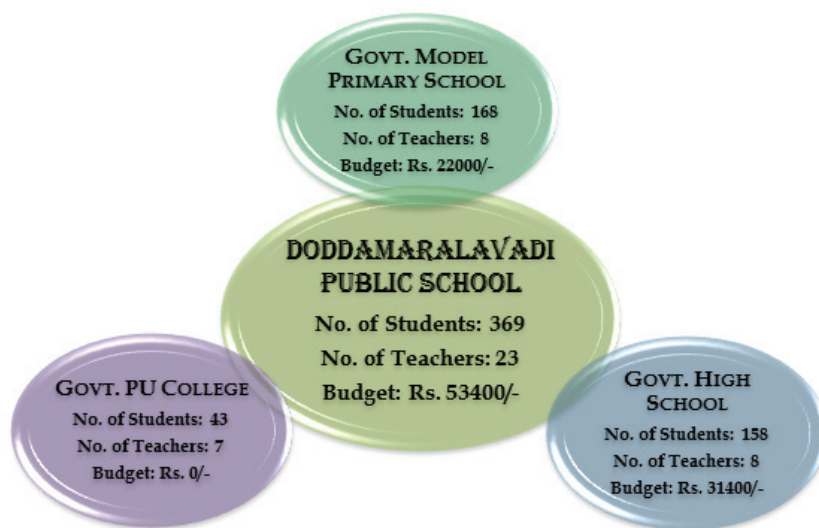 GOVT. MODEL
PRIMARY SCHOOL
No. of Students: 168
No. of Teachers: 8
Budget: Rs. 22000/-
DODDAMARALAVADI
PUBLIC SCHOOL
No. of Students: 369
No. of Teachers: 23
Budget: Rs. 53400/-
GOVT. PU COLLEGE
No. of Students: 43
No. of Teachers: 7
Budget: Rs. 0/-
GOVT. HIGH
SCHOOL
No. of Students: 158
No. of Teachers: 8
Budget: Rs. 31400/-